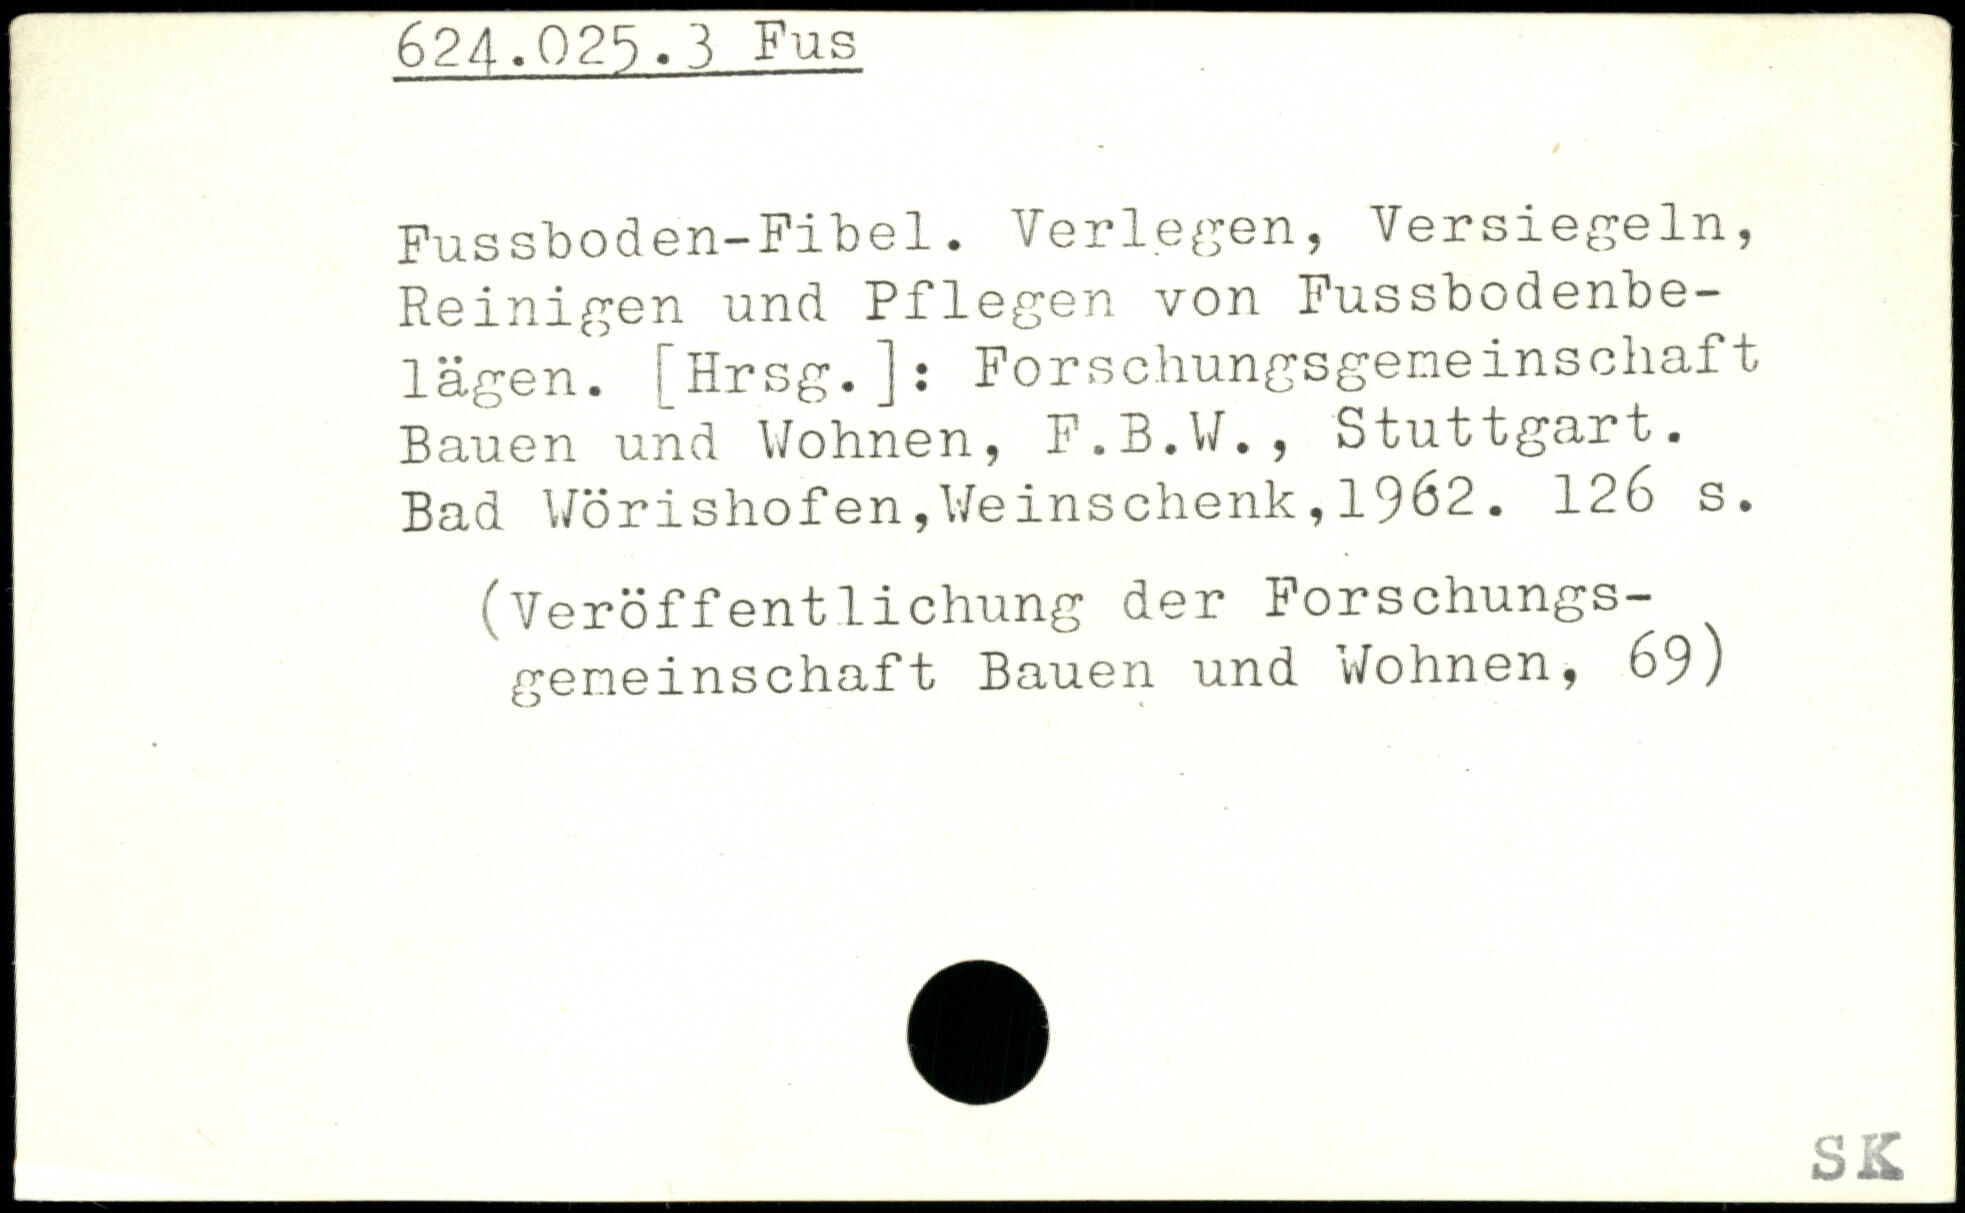 624.025.3 Fus
Fussboden-Fibel. Verlegen, Versiegeln,
Reinigen und Pflegen von Fussbodenbe-
lägen. [Hrsg.]: Forschungsgemeinschaft
Bauen und Wohnen, F.B.W., Stuttgart.
Bad Wörishofen,Weinschenk,1962. 126 s.
(Veröffentlichung der Forschungs-
gemeinschaft Bauen und Wohnen, 69)
SK